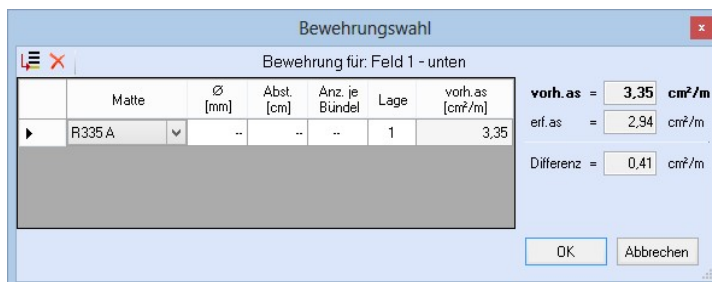 Bewehrungswahl
x
Bewehrung für: Feld 1 - unten
Matte Ø [mm] Abst. [cm] Anz. je Bündel Lage vorh.as [cm²/m]
R335 A -- -- -- 1 3,35
vorh.as = 3,35 cm²/m
erf.as = 2,94 cm²/m
Differenz = 0,41 cm²/m
OK Abbrechen